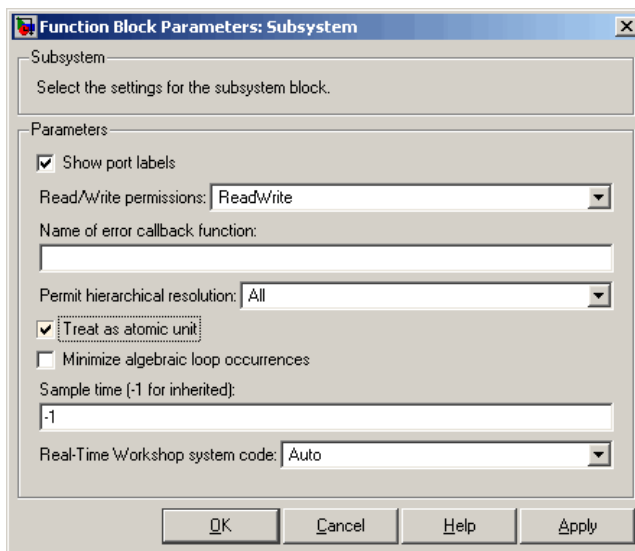 Function Block Parameters: Subsystem
Subsystem
Select the settings for the subsystem block.
Parameters
Show port labels
Read/Write permissions: ReadWrite
Name of error callback function:
Permit hierarchical resolution: All
Treat as atomic unit
Minimize algebraic loop occurrences
Sample time (-1 for inherited):
-1
Real-Time Workshop system code: Auto
OK Cancel Help Apply